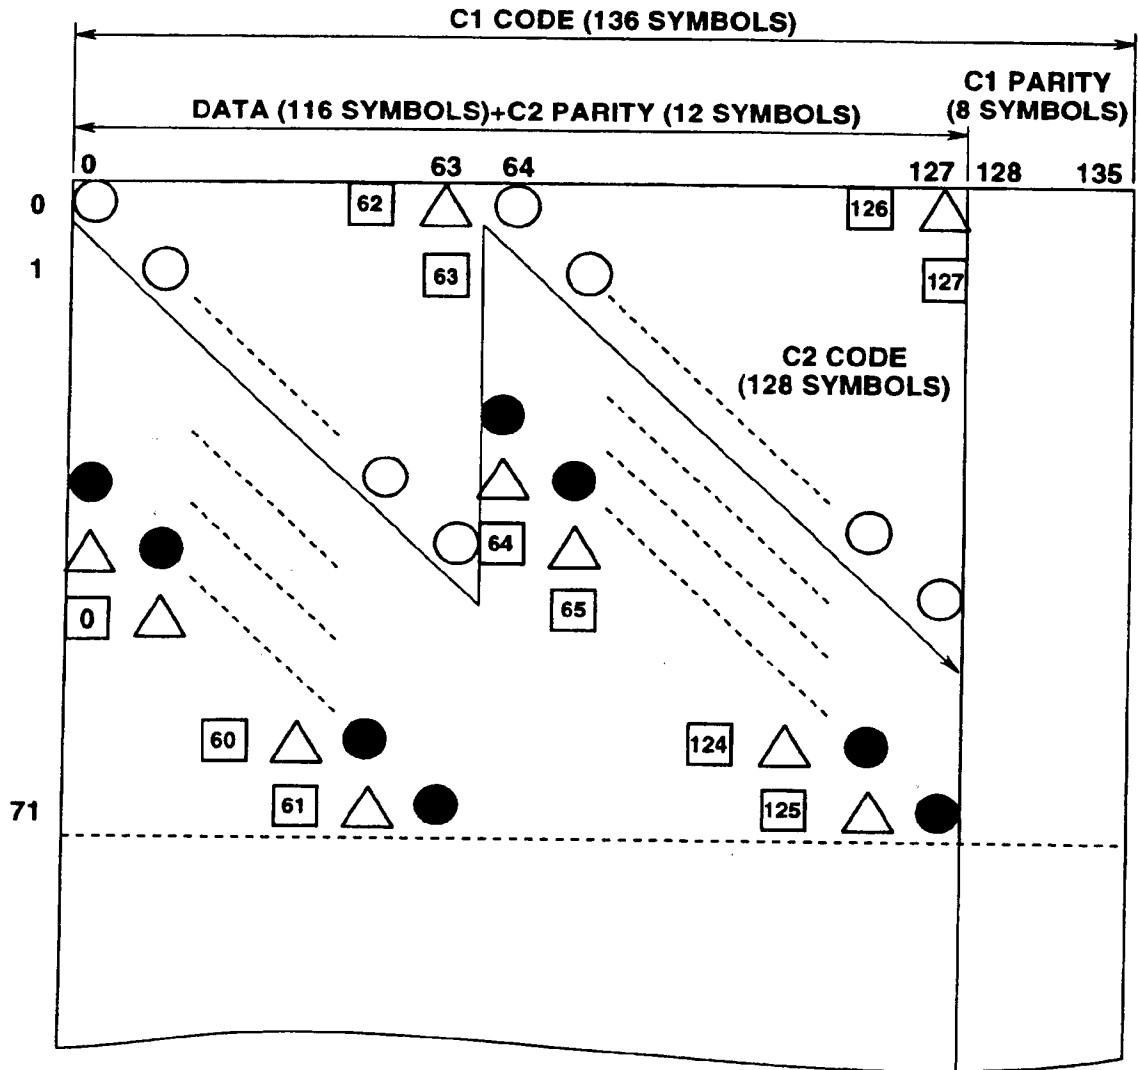 C1 CODE (136 SYMBOLS)
C1 PARITY
(8 SYMBOLS)
DATA (116 SYMBOLS)+C2 PARITY (12 SYMBOLS)
0 63 64 127 128 135
0 62 126
1 63 127
C2 CODE
(128 SYMBOLS)
64
0 65
60 124
71 61 125